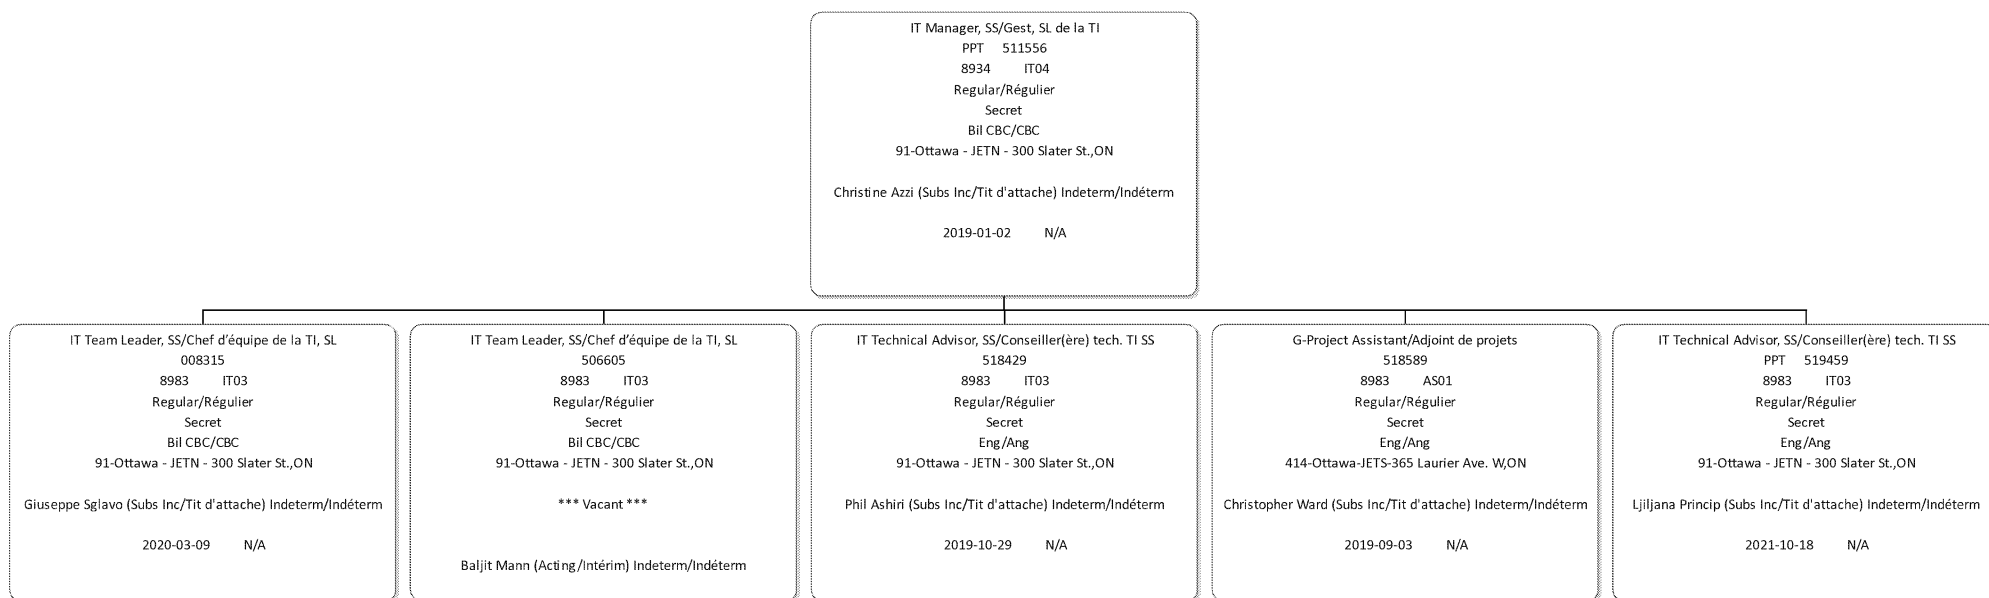 IT Manager, SS/Gest, SL de la TI
PPT 511556
8934 IT04
Regular/Régulier
Secret
Bil CBC/CBC
91-Ottawa - JETN - 300 Slater St.,ON
Christine Azzi (Subs Inc/Tit d'attache) Indeterm/Indéterm
2019-01-02 N/A
IT Team Leader, SS/Chef d'équipe de la TI, SL
008315
8983 IT03
Regular/Régulier
Secret
Bil CBC/CBC
91-Ottawa - JETN - 300 Slater St.,ON
Giuseppe Sglavo (Subs Inc/Tit d'attache) Indeterm/Indéterm
2020-03-09 N/A
IT Team Leader, SS/Chef d'équipe de la TI, SL
506605
8983 IT03
Regular/Régulier
Secret
Bil CBC/CBC
91-Ottawa - JETN - 300 Slater St.,ON
*** Vacant ***
Baljit Mann (Acting/Intérim) Indeterm/Indéterm
IT Technical Advisor, SS/Conseiller(ère) tech. TI SS
518429
8983 IT03
Regular/Régulier
Secret
Eng/Ang
91-Ottawa - JETN - 300 Slater St.,ON
Phil Ashiri (Subs Inc/Tit d'attache) Indeterm/Indéterm
2019-10-29 N/A
G-Project Assistant/Adjoint de projets
518589
8983 AS01
Regular/Régulier
Secret
Eng/Ang
414-Ottawa-JETS-365 Laurier Ave. W,ON
Christopher Ward (Subs Inc/Tit d'attache) Indeterm/Indéterm
2019-09-03 N/A
IT Technical Advisor, SS/Conseiller(ère) tech. TI SS
PPT 519459
8983 IT03
Regular/Régulier
Secret
Eng/Ang
91-Ottawa - JETN - 300 Slater St.,ON
Ljiljana Princip (Subs Inc/Tit d'attache) Indeterm/Indéterm
2021-10-18 N/A